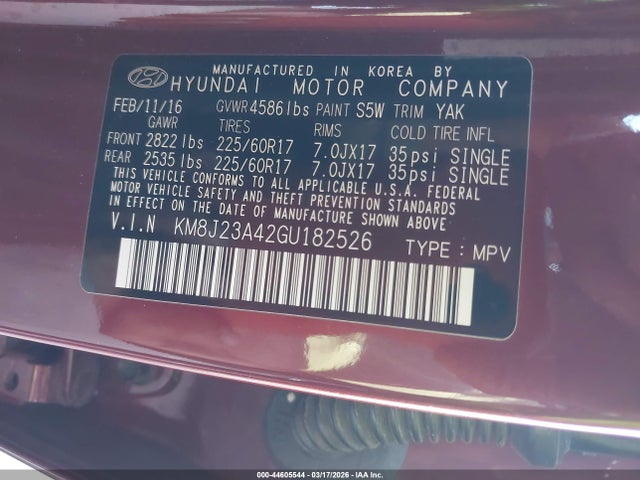 MANUFACTURED IN KOREA BY
HYUNDAI MOTOR COMPANY
FEB/11/16 GVWR 4586lbs PAINT S5W TRIM YAK
GAWR TIRES RIMS COLD TIRE INFL
FRONT 2822lbs 225/60R17 7.0JX17 35psi SINGLE
REAR 2535lbs 225/60R17 7.0JX17 35psi SINGLE
THIS VEHICLE CONFORMS TO ALL APPLICABLE U.S.A. FEDERAL
MOTOR VEHICLE SAFETY AND THEFT PREVENTION STANDARDS
IN EFFECT ON THE DATE OF MANUFACTURE SHOWN ABOVE.
V.I.N KM8J23A42GU182526 TYPE : MPV
000-44605544 | 03/17/2026 | IAA Inc.